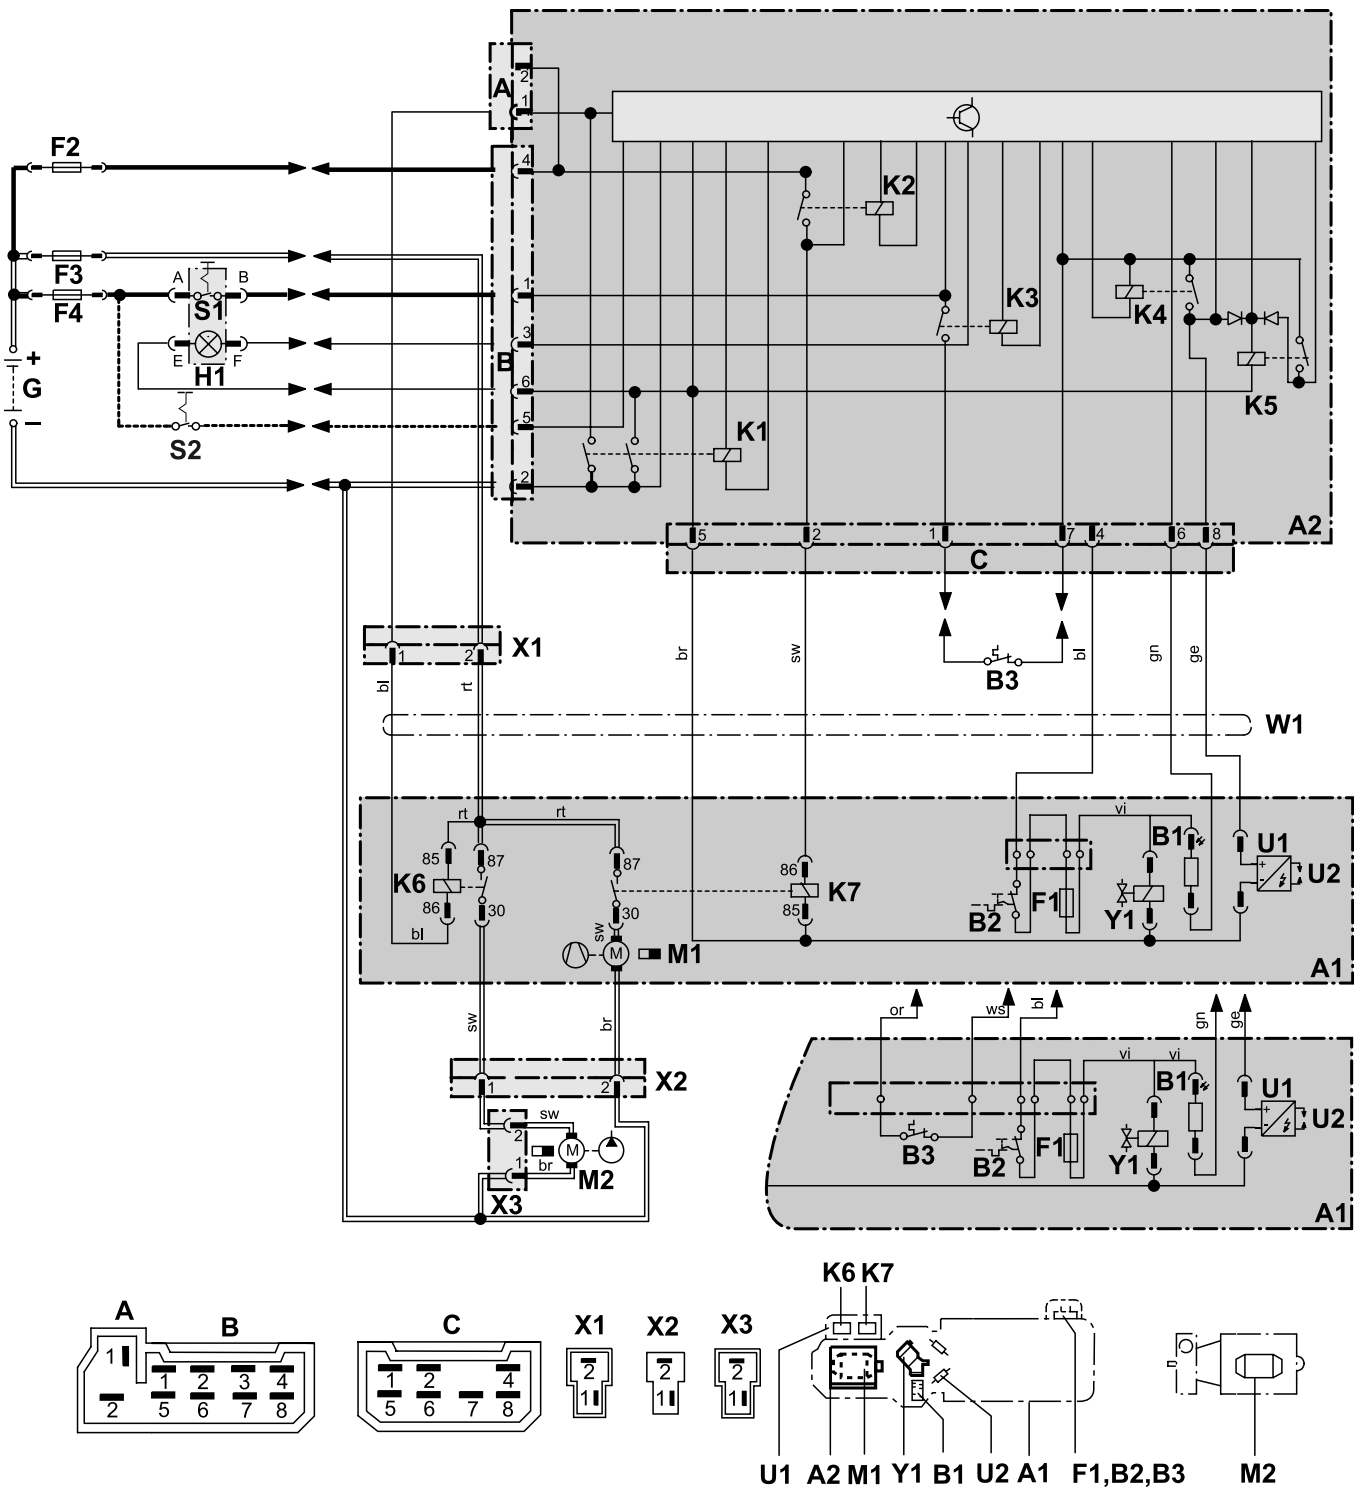 A
2
1
F2
4
K2
F3
A
B
S1
F4
1
K3
K4
3
E
F
H1
B
+
G
−
6
5
K5
S2
K1
2
A2
5
2
1
7
4
6
8
C
X1
1
2
bl
rt
br
sw
B3
bl
gn
ge
W1
rt
rt
vi
B1
U1
85
87
87
86
+
-
U2
K6
K7
86
30
30
85
F1
B2
Y1
bl
sw
M
M1
A1
sw
br
or
ws
bl
gn
ge
X2
1
2
vi
vi
B1
U1
+
-
U2
sw
2
M
B3
B2
F1
Y1
br
1
M2
X3
A1
K6 K7
A
B
C
X1
X2
X3
1
1 2 3 4
1 2 4
2
2
2
2
5 6 7 8
5 6 7 8
1
1
1
U1 A2 M1 Y1 B1 U2 A1 F1,B2,B3 M2